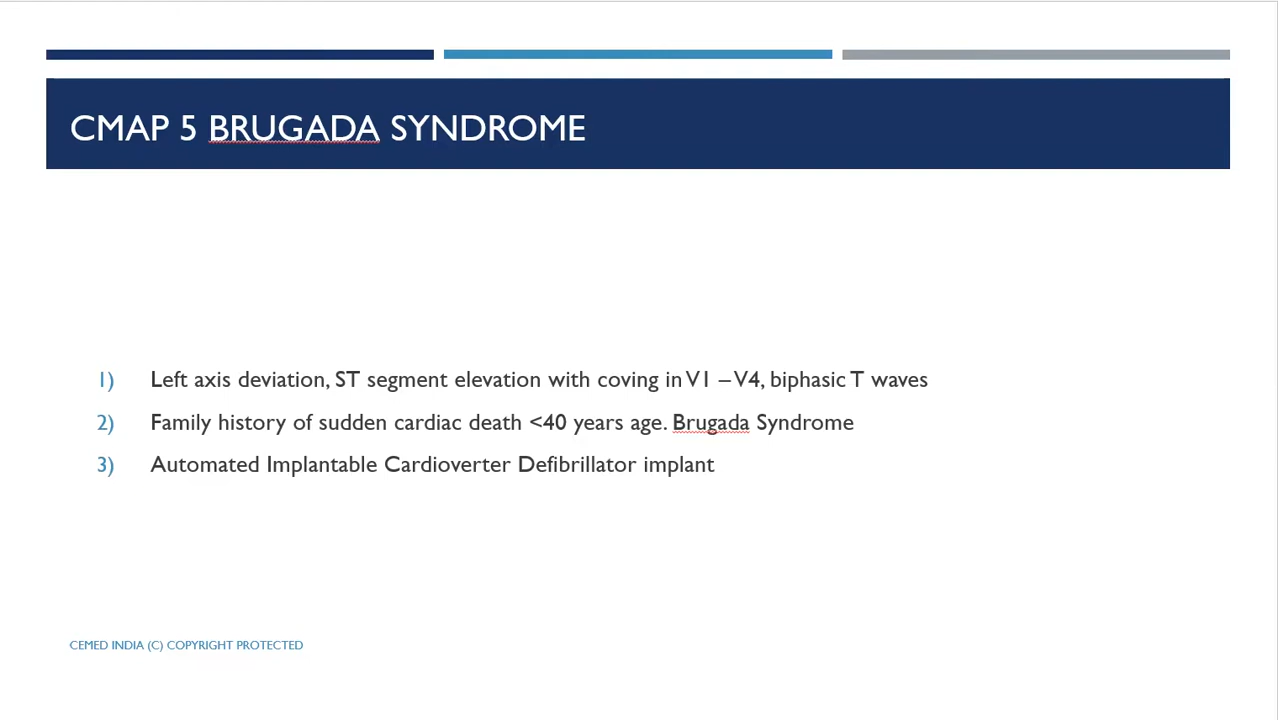 CMAP 5 BRUGADA SYNDROME
1) Left axis deviation, ST segment elevation with coving in V1 – V4, biphasic T waves
2) Family history of sudden cardiac death <40 years age. Brugada Syndrome
3) Automated Implantable Cardioverter Defibrillator implant
CEMED INDIA (C) COPYRIGHT PROTECTED